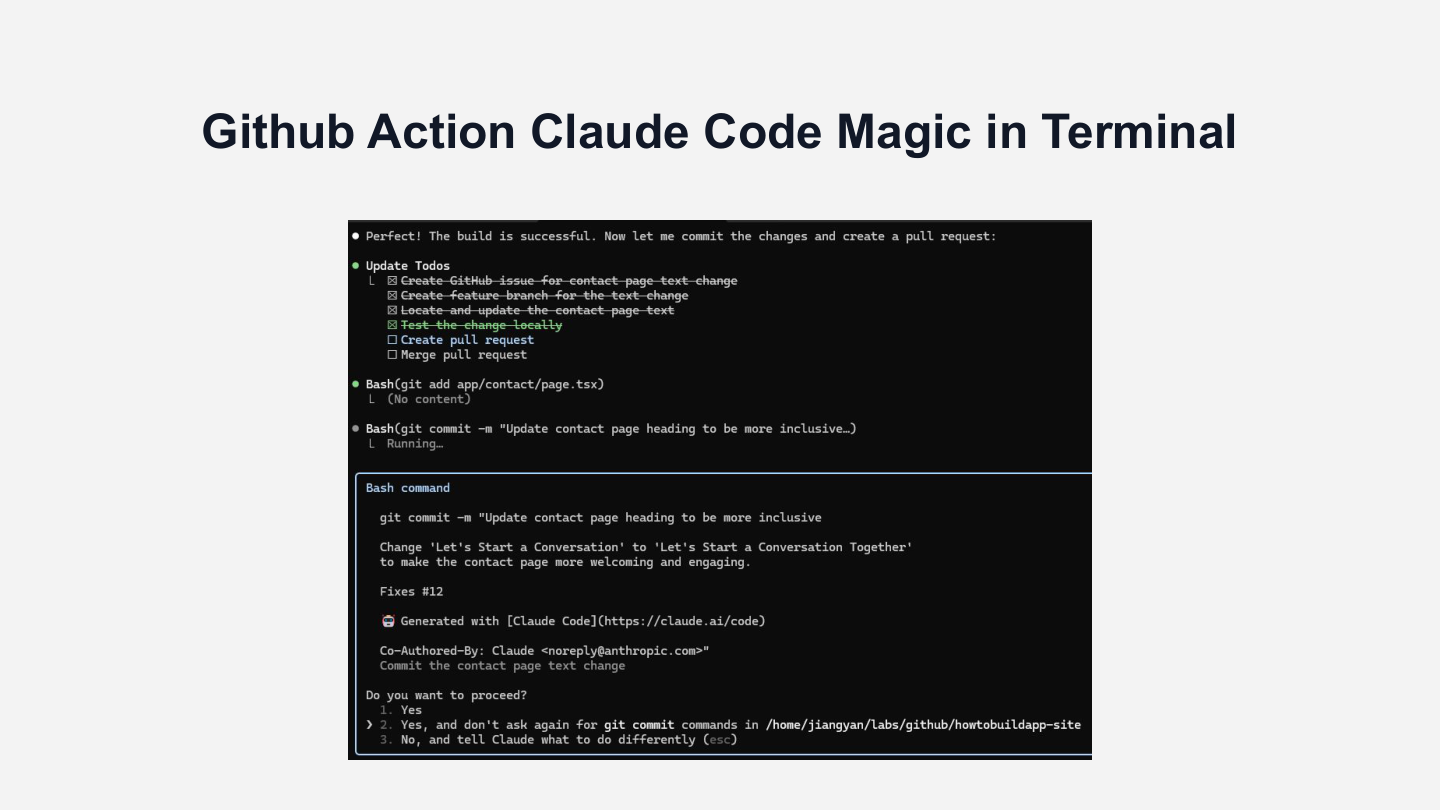 Github Action Claude Code Magic in Terminal
● Perfect! The build is successful. Now let me commit the changes and create a pull request:
● Update Todos
└ ☒ Create GitHub issue for contact page text change
☒ Create feature branch for the text change
☒ Locate and update the contact page text
☒ Test the change locally
☐ Create pull request
☐ Merge pull request
● Bash(git add app/contact/page.tsx)
└ (No content)
● Bash(git commit -m "Update contact page heading to be more inclusive…)
└ Running…
Bash command
git commit -m "Update contact page heading to be more inclusive
Change 'Let's Start a Conversation' to 'Let's Start a Conversation Together'
to make the contact page more welcoming and engaging.
Fixes #12
🤖 Generated with [Claude Code](https://claude.ai/code)
Co-Authored-By: Claude <noreply@anthropic.com>"
Commit the contact page text change
Do you want to proceed?
1. Yes
❯ 2. Yes, and don't ask again for git commit commands in /home/jiangyan/labs/github/howtobuildapp-site
3. No, and tell Claude what to do differently (esc)